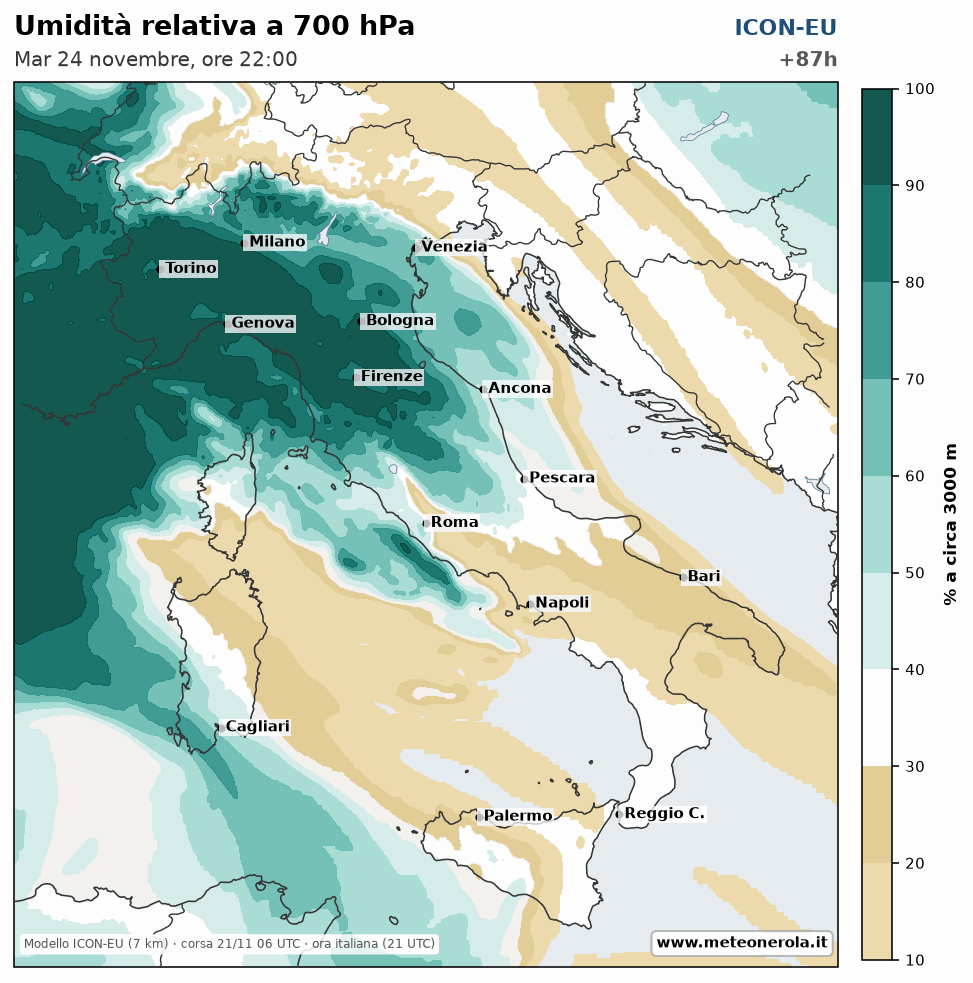 Umidità relativa a 700 hPa
ICON-EU
Mar 24 novembre, ore 22:00
+87h
100
90
80
70
60
50
40
30
20
10
% a circa 3000 m
Milano
Venezia
Torino
Genova
Bologna
Firenze
Ancona
Pescara
Roma
Bari
Napoli
Cagliari
Palermo
Reggio C.
Modello ICON-EU (7 km) · corsa 21/11 06 UTC · ora italiana (21 UTC)
www.meteonerola.it